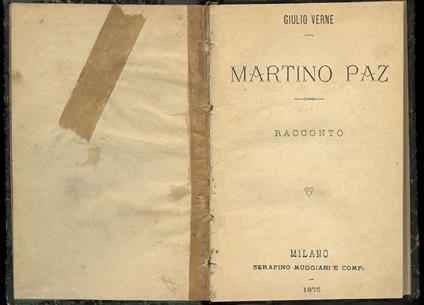 GIULIO VERNE
MARTINO PAZ
RACCONTO
MILANO
SERAFINO MUGGIANI E COMP.
1875